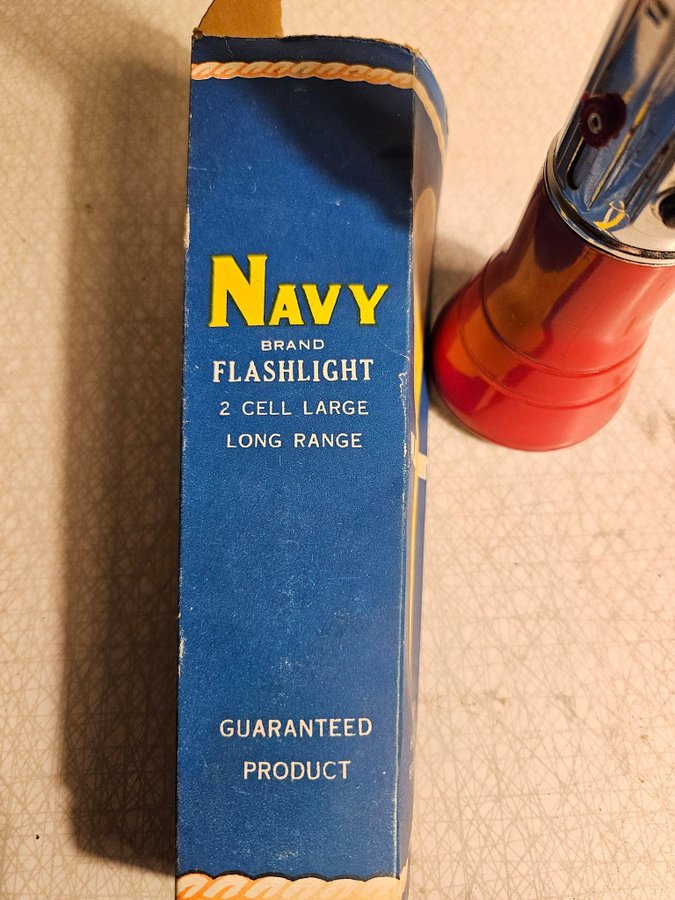 NAVY
BRAND
FLASHLIGHT
2 CELL LARGE
LONG RANGE
GUARANTEED
PRODUCT